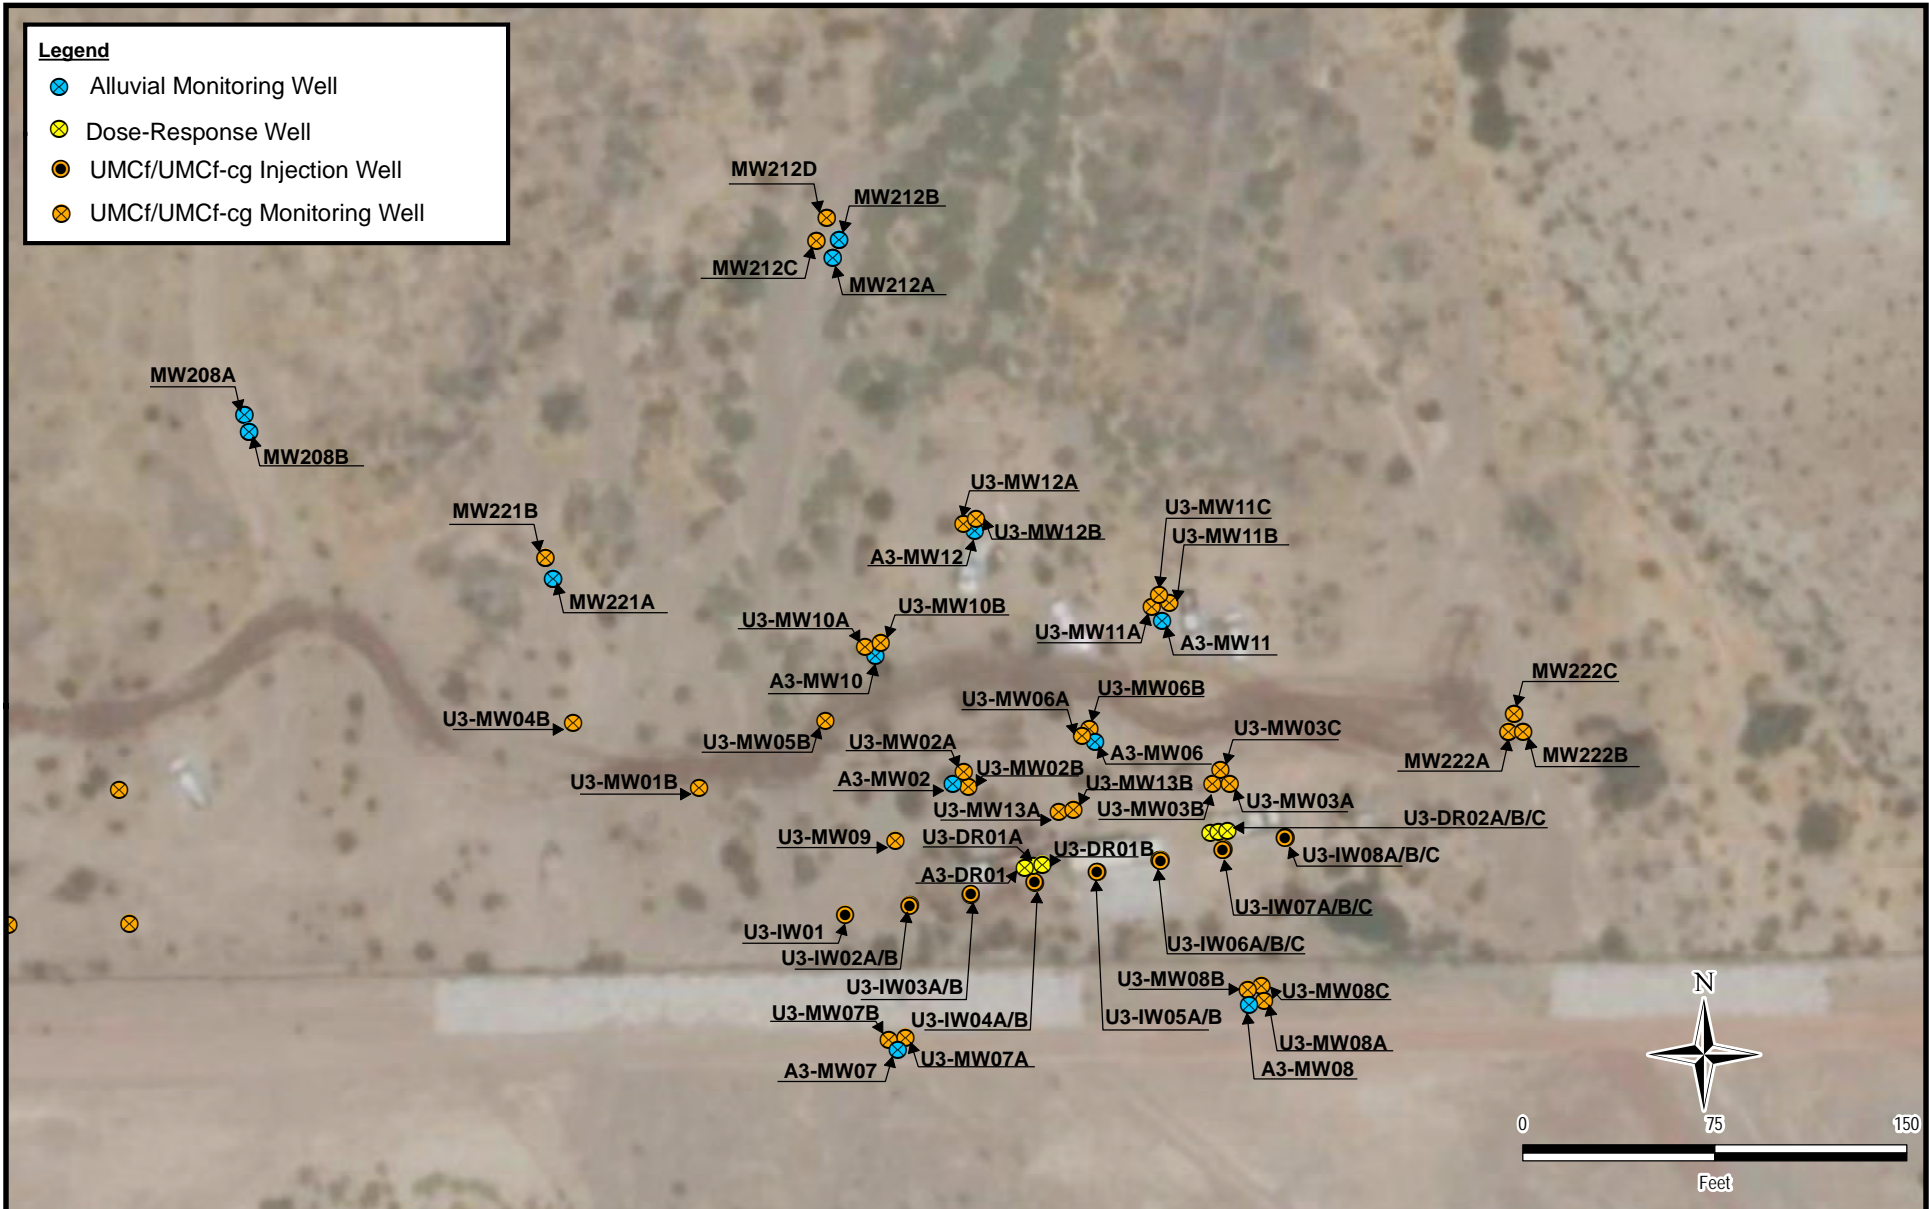 Legend
Alluvial Monitoring Well
Dose-Response Well
UMCf/UMCf-cg Injection Well
UMCf/UMCf-cg Monitoring Well
MW212D
MW212B
MW212C
MW212A
MW208A
MW208B
MW221B
MW221A
U3-MW12A
U3-MW12B
A3-MW12
U3-MW11C
U3-MW11B
U3-MW11A
A3-MW11
U3-MW10A
U3-MW10B
A3-MW10
MW222C
MW222A
MW222B
U3-MW04B
U3-MW05B
U3-MW06A
U3-MW06B
A3-MW06
U3-MW03C
U3-MW02A
U3-MW02B
A3-MW02
U3-MW01B
U3-MW13B
U3-MW13A
U3-MW03B
U3-MW03A
U3-MW09
U3-DR01A
U3-DR01B
A3-DR01
U3-DR02A/B/C
U3-IW08A/B/C
U3-IW07A/B/C
U3-IW01
U3-IW02A/B
U3-IW03A/B
U3-IW04A/B
U3-IW05A/B
U3-IW06A/B/C
U3-MW08B
U3-MW08C
U3-MW08A
A3-MW08
U3-MW07B
U3-MW07A
A3-MW07
N
0 75 150
Feet